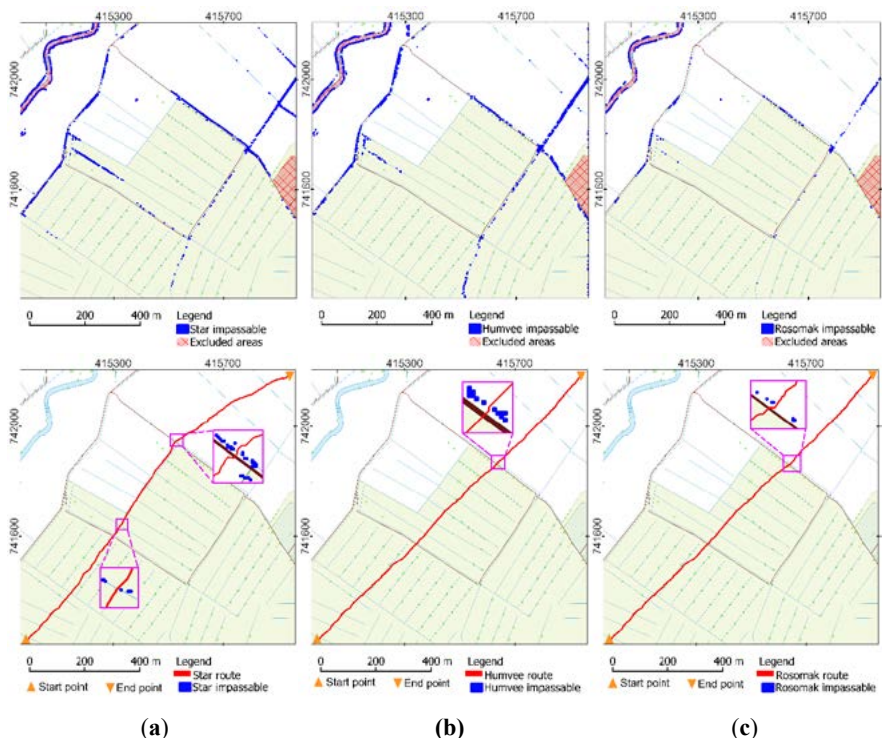 415300 415700 415300 415700 415300 415700
742000 742000 742000
741600 741600 741600
0 200 400 m Legend
Star impassable
Excluded areas
0 200 400 m Legend
Humvee impassable
Excluded areas
0 200 400 m Legend
Rosomak impassable
Excluded areas
415300 415700 415300 415700 415300 415700
742000 742000 742000
741600 741600 741600
0 200 400 m Legend
Star route
Start point End point Star impassable
0 200 400 m Legend
Humvee route
Start point End point Humvee impassable
0 200 400 m Legend
Rosomak route
Start point End point Rosomak impassable
(a) (b) (c)